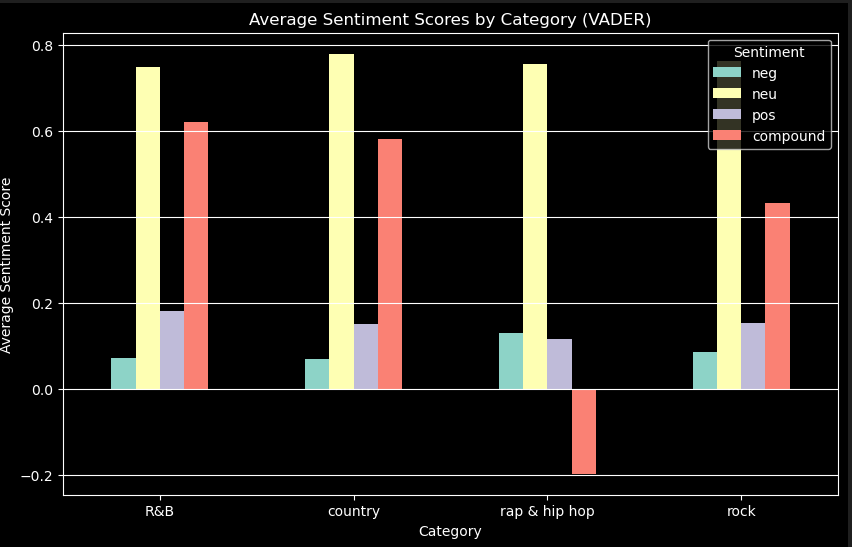 Average Sentiment Scores by Category (VADER)
Sentiment
neg
neu
pos
compound
Average Sentiment Score
0.8
0.6
0.4
0.2
0.0
−0.2
R&B
country
rap & hip hop
rock
Category